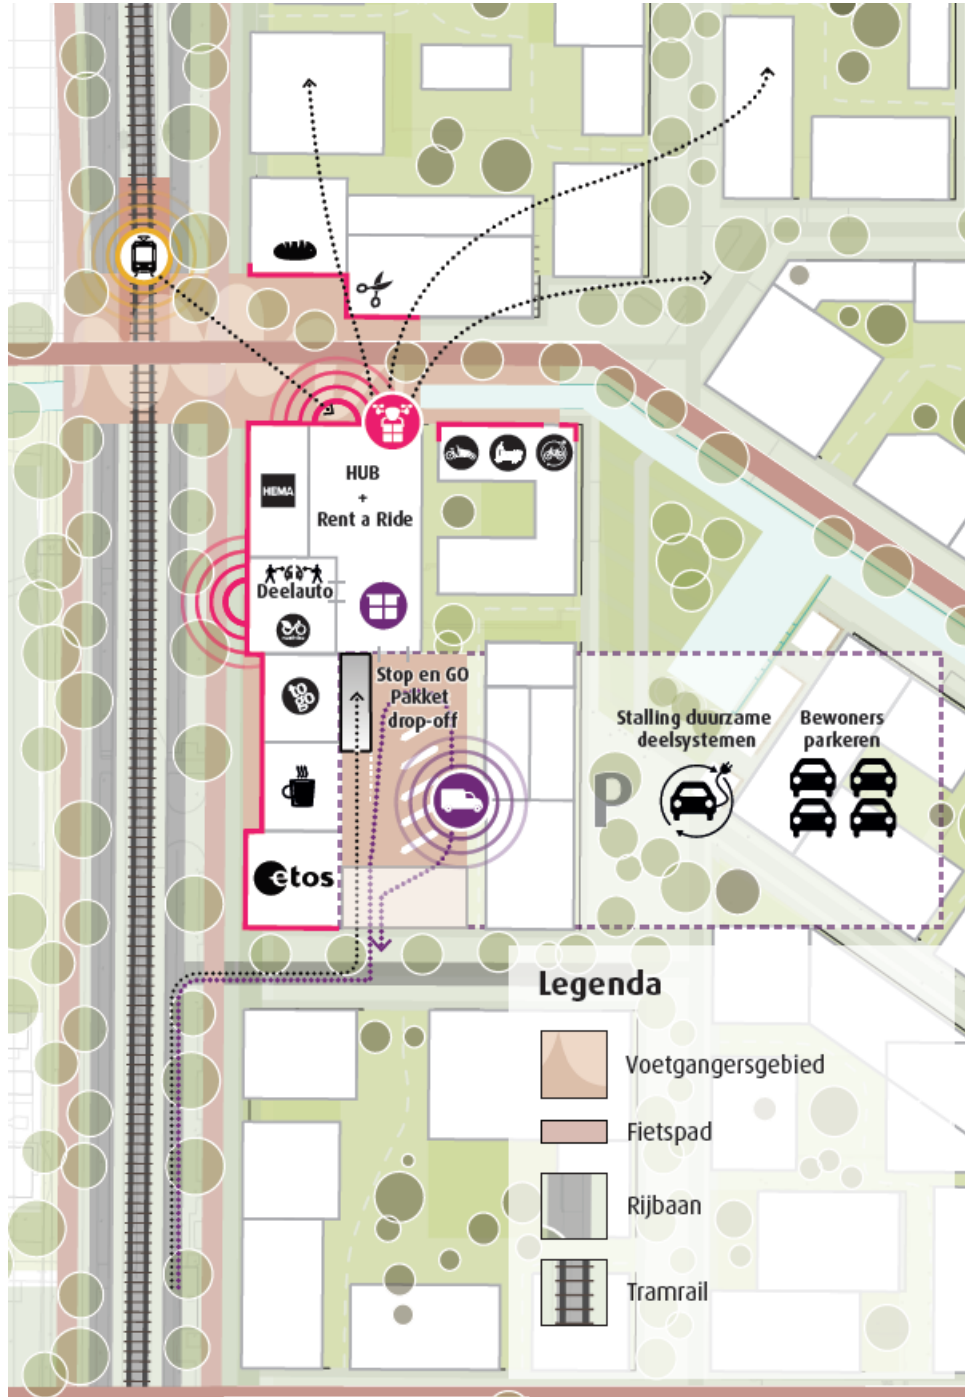 HEMA
HUB
+
Rent a Ride
Deelauto
to
go
Stop en GO
Pakket
drop-off
etos
P
Stalling duurzame
deelsystemen
Bewoners
parkeren
Legenda
Voetgangersgebied
Fietspad
Rijbaan
Tramrail